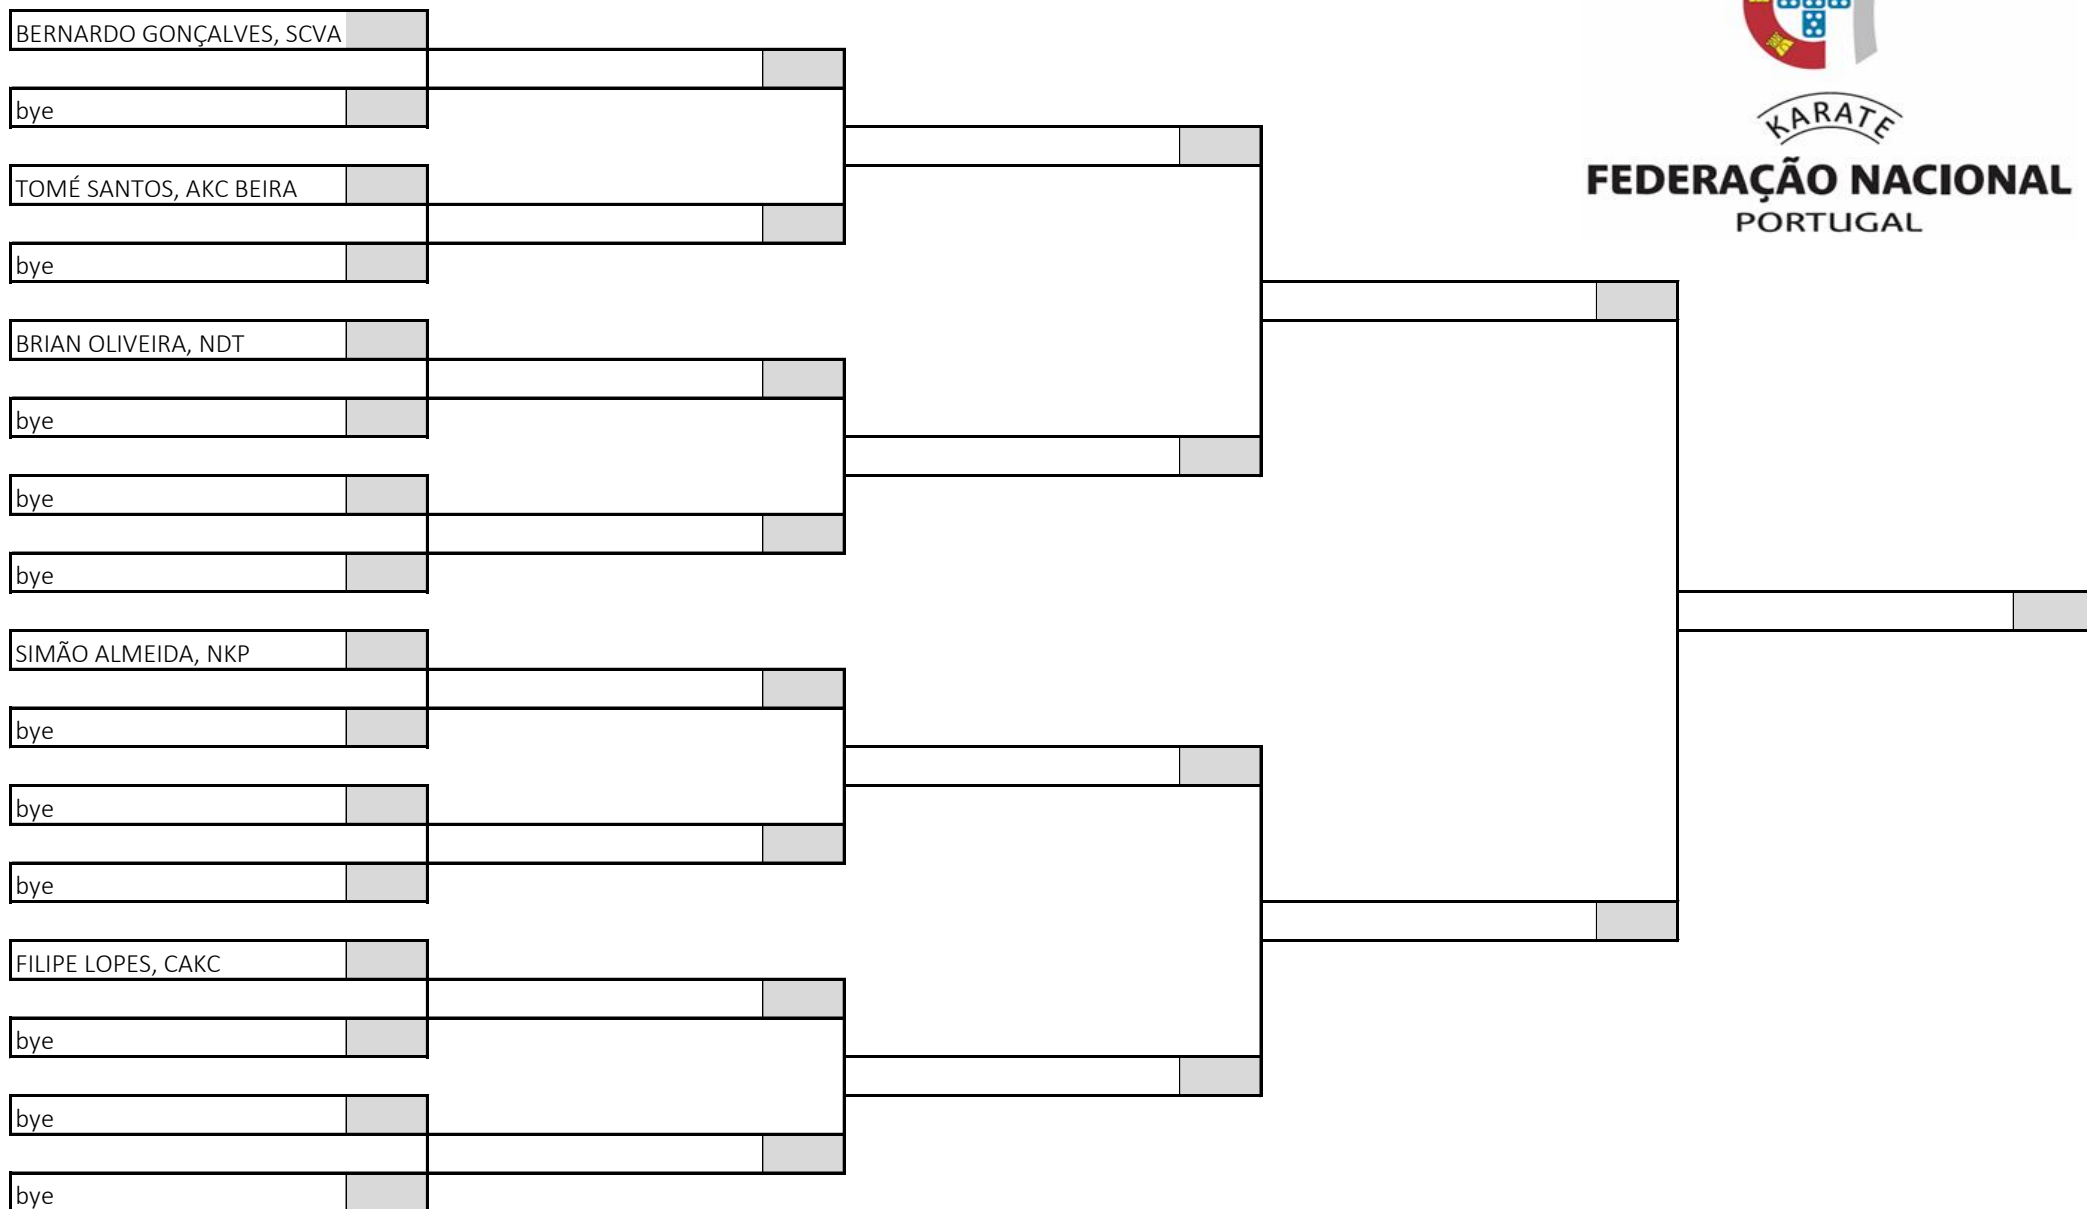 BERNARDO GONÇALVES, SCVA
bye
TOMÉ SANTOS, AKC BEIRA
bye
BRIAN OLIVEIRA, NDT
bye
bye
bye
SIMÃO ALMEIDA, NKP
bye
bye
bye
FILIPE LOPES, CAKC
bye
bye
bye
KARATE
FEDERAÇÃO NACIONAL
PORTUGAL